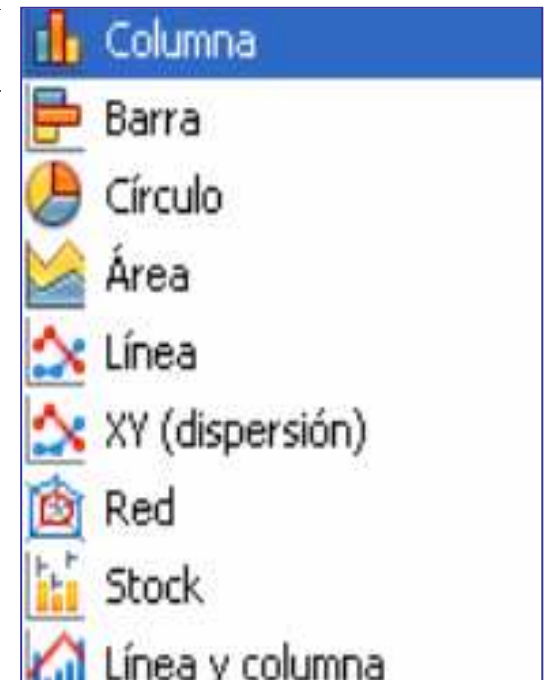 Columna
Barra
Círculo
Área
Línea
XY (dispersión)
Red
Stock
Línea y columna